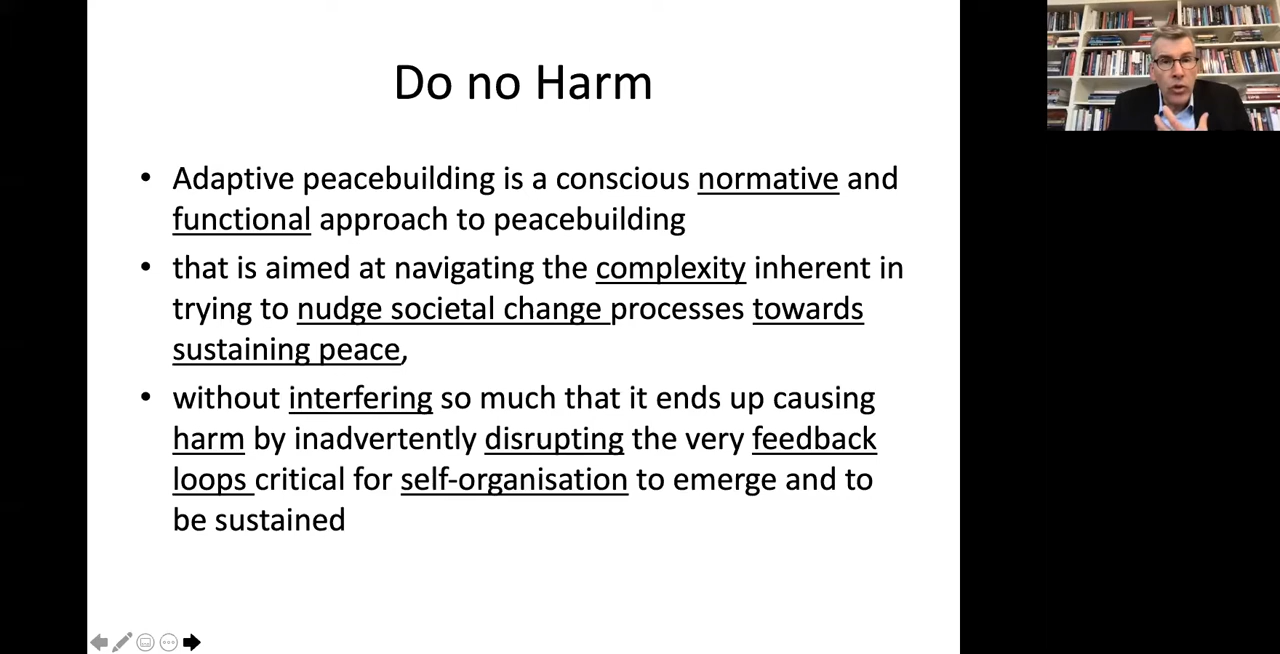 Do no Harm
• Adaptive peacebuilding is a conscious normative and
functional approach to peacebuilding
• that is aimed at navigating the complexity inherent in
trying to nudge societal change processes towards
sustaining peace,
• without interfering so much that it ends up causing
harm by inadvertently disrupting the very feedback
loops critical for self-organisation to emerge and to
be sustained